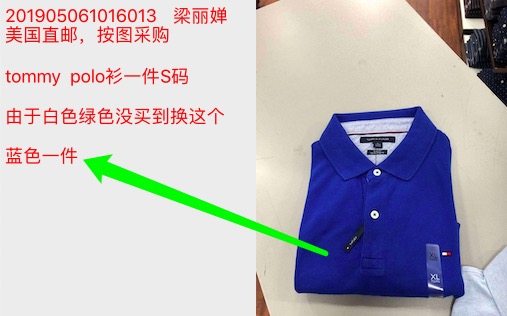 201905061016013 梁丽婵
美国直邮，按图采购
tommy polo衫一件S码
由于白色绿色没买到换这个
蓝色一件
XL